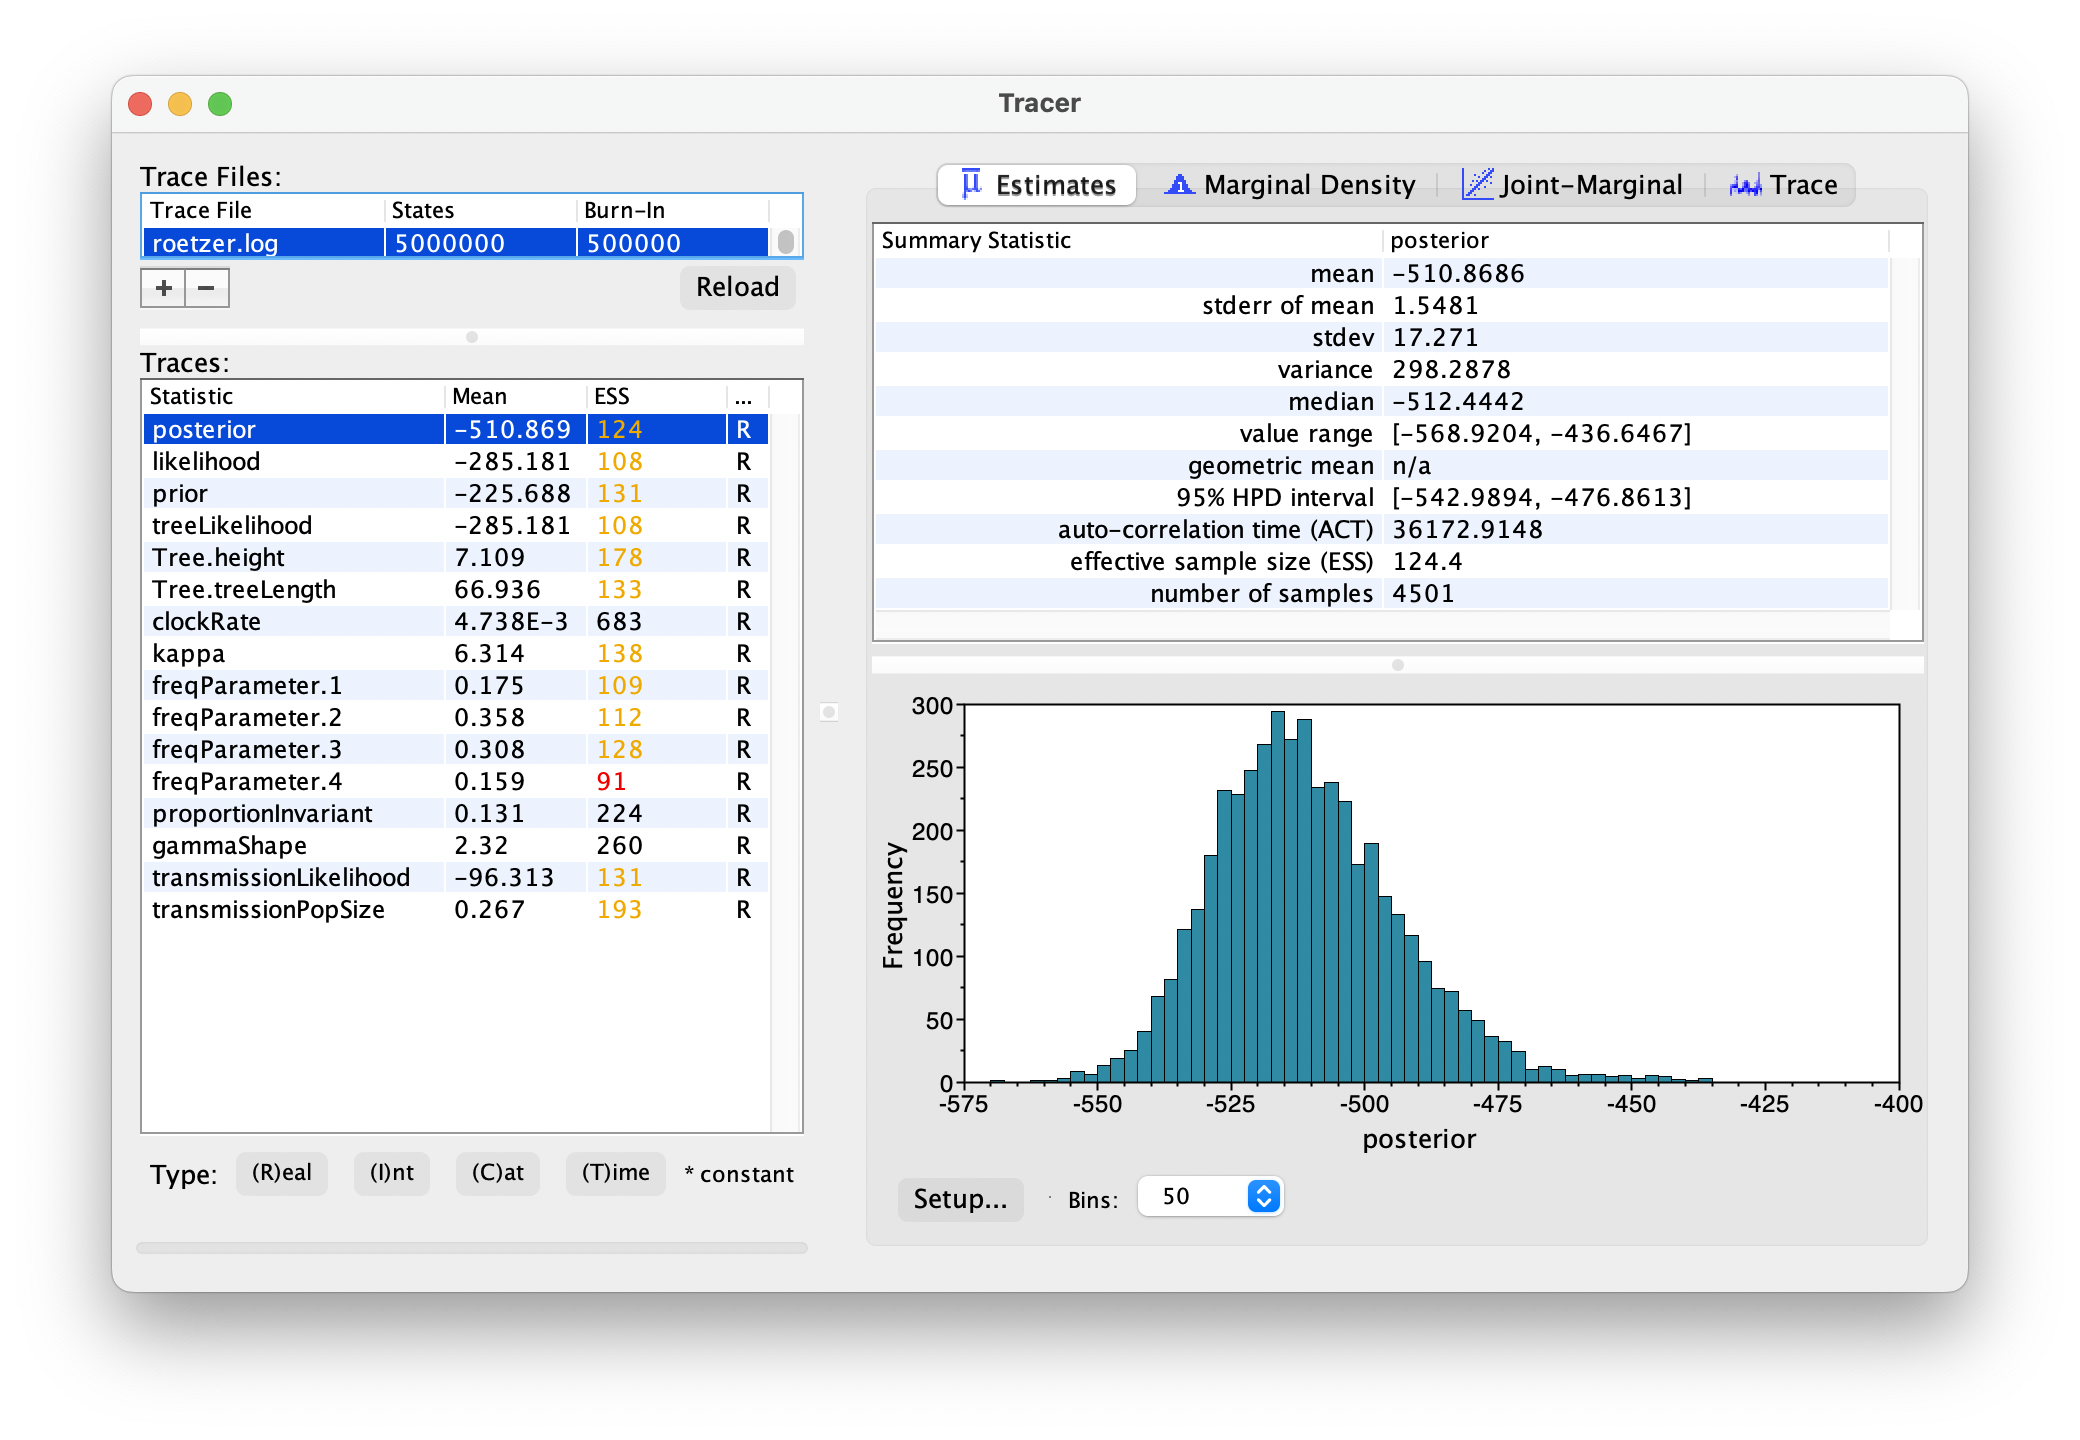 Tracer
Trace Files:
Trace File States Burn-In
roetzer.log 5000000 500000
+ −
Reload
Traces:
Statistic Mean ESS ...
posterior -510.869 124 R
likelihood -285.181 108 R
prior -225.688 131 R
treeLikelihood -285.181 108 R
Tree.height 7.109 178 R
Tree.treeLength 66.936 133 R
clockRate 4.738E-3 683 R
kappa 6.314 138 R
freqParameter.1 0.175 109 R
freqParameter.2 0.358 112 R
freqParameter.3 0.308 128 R
freqParameter.4 0.159 91 R
proportionInvariant 0.131 224 R
gammaShape 2.32 260 R
transmissionLikelihood -96.313 131 R
transmissionPopSize 0.267 193 R
Type: (R)eal (I)nt (C)at (T)ime * constant
Estimates Marginal Density Joint-Marginal Trace
Summary Statistic posterior
mean -510.8686
stderr of mean 1.5481
stdev 17.271
variance 298.2878
median -512.4442
value range [-568.9204, -436.6467]
geometric mean n/a
95% HPD interval [-542.9894, -476.8613]
auto-correlation time (ACT) 36172.9148
effective sample size (ESS) 124.4
number of samples 4501
Frequency
300
250
200
150
100
50
0
-575 -550 -525 -500 -475 -450 -425 -400
posterior
Setup... Bins: 50